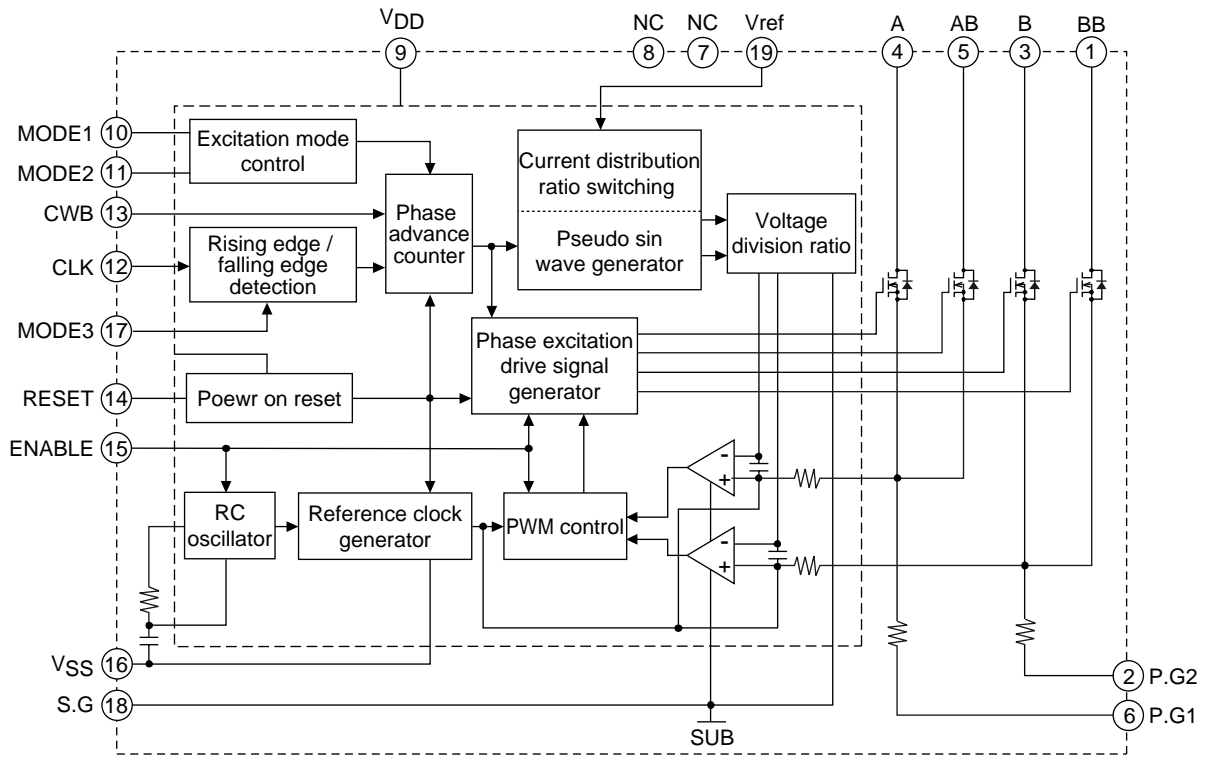 VDD
NC
NC
Vref
A
AB
B
BB
9
8
7
19
4
5
3
1
MODE1 10
MODE2 11
CWB 13
CLK 12
MODE3 17
RESET 14
ENABLE 15
VSS 16
S.G 18
Excitation mode
control
Phase
advance
counter
Rising edge /
falling edge
detection
Current distribution
ratio switching
Pseudo sin
wave generator
Voltage
division ratio
Phase excitation
drive signal
generator
Poewr on reset
RC
oscillator
Reference clock
generator
PWM control
-
+
-
+
SUB
2 P.G2
6 P.G1